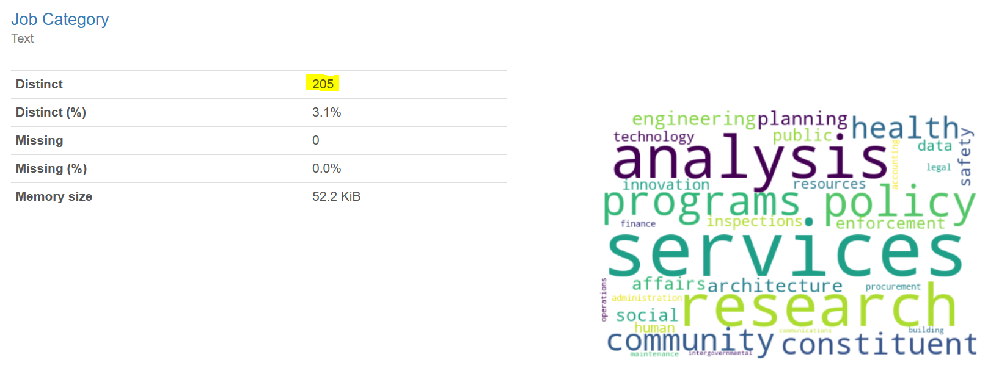 Job Category
Text
Distinct 205
Distinct (%) 3.1%
Missing 0
Missing (%) 0.0%
Memory size 52.2 KiB
engineering planning health
technology public
analysis
accounting
data
safety
legal
innovation resources
programs policy
finance inspections enforcement
services
affairs architecture procurement
operations
administration
research
social
human communications building
community constituent
maintenance intergovernmental